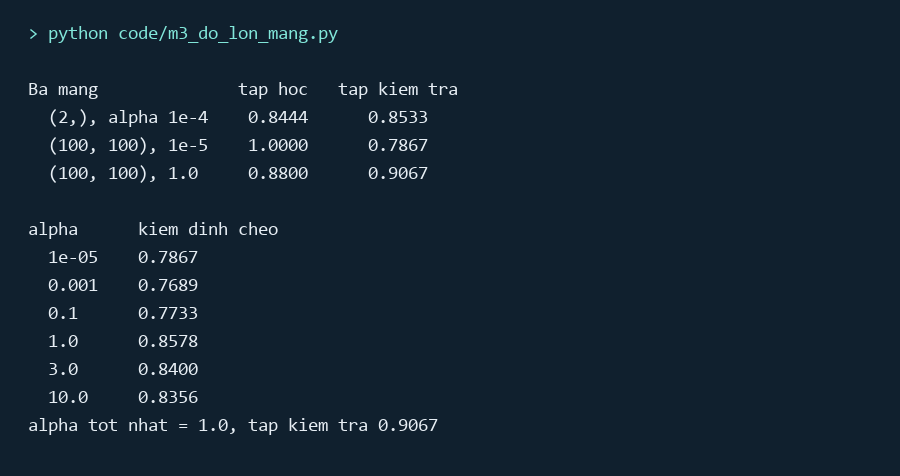 > python code/m3_do_lon_mang.py
Ba mang              tap hoc   tap kiem tra
  (2,), alpha 1e-4    0.8444      0.8533
  (100, 100), 1e-5    1.0000      0.7867
  (100, 100), 1.0     0.8800      0.9067
alpha      kiem dinh cheo
  1e-05    0.7867
  0.001    0.7689
  0.1      0.7733
  1.0      0.8578
  3.0      0.8400
  10.0     0.8356
alpha tot nhat = 1.0, tap kiem tra 0.9067